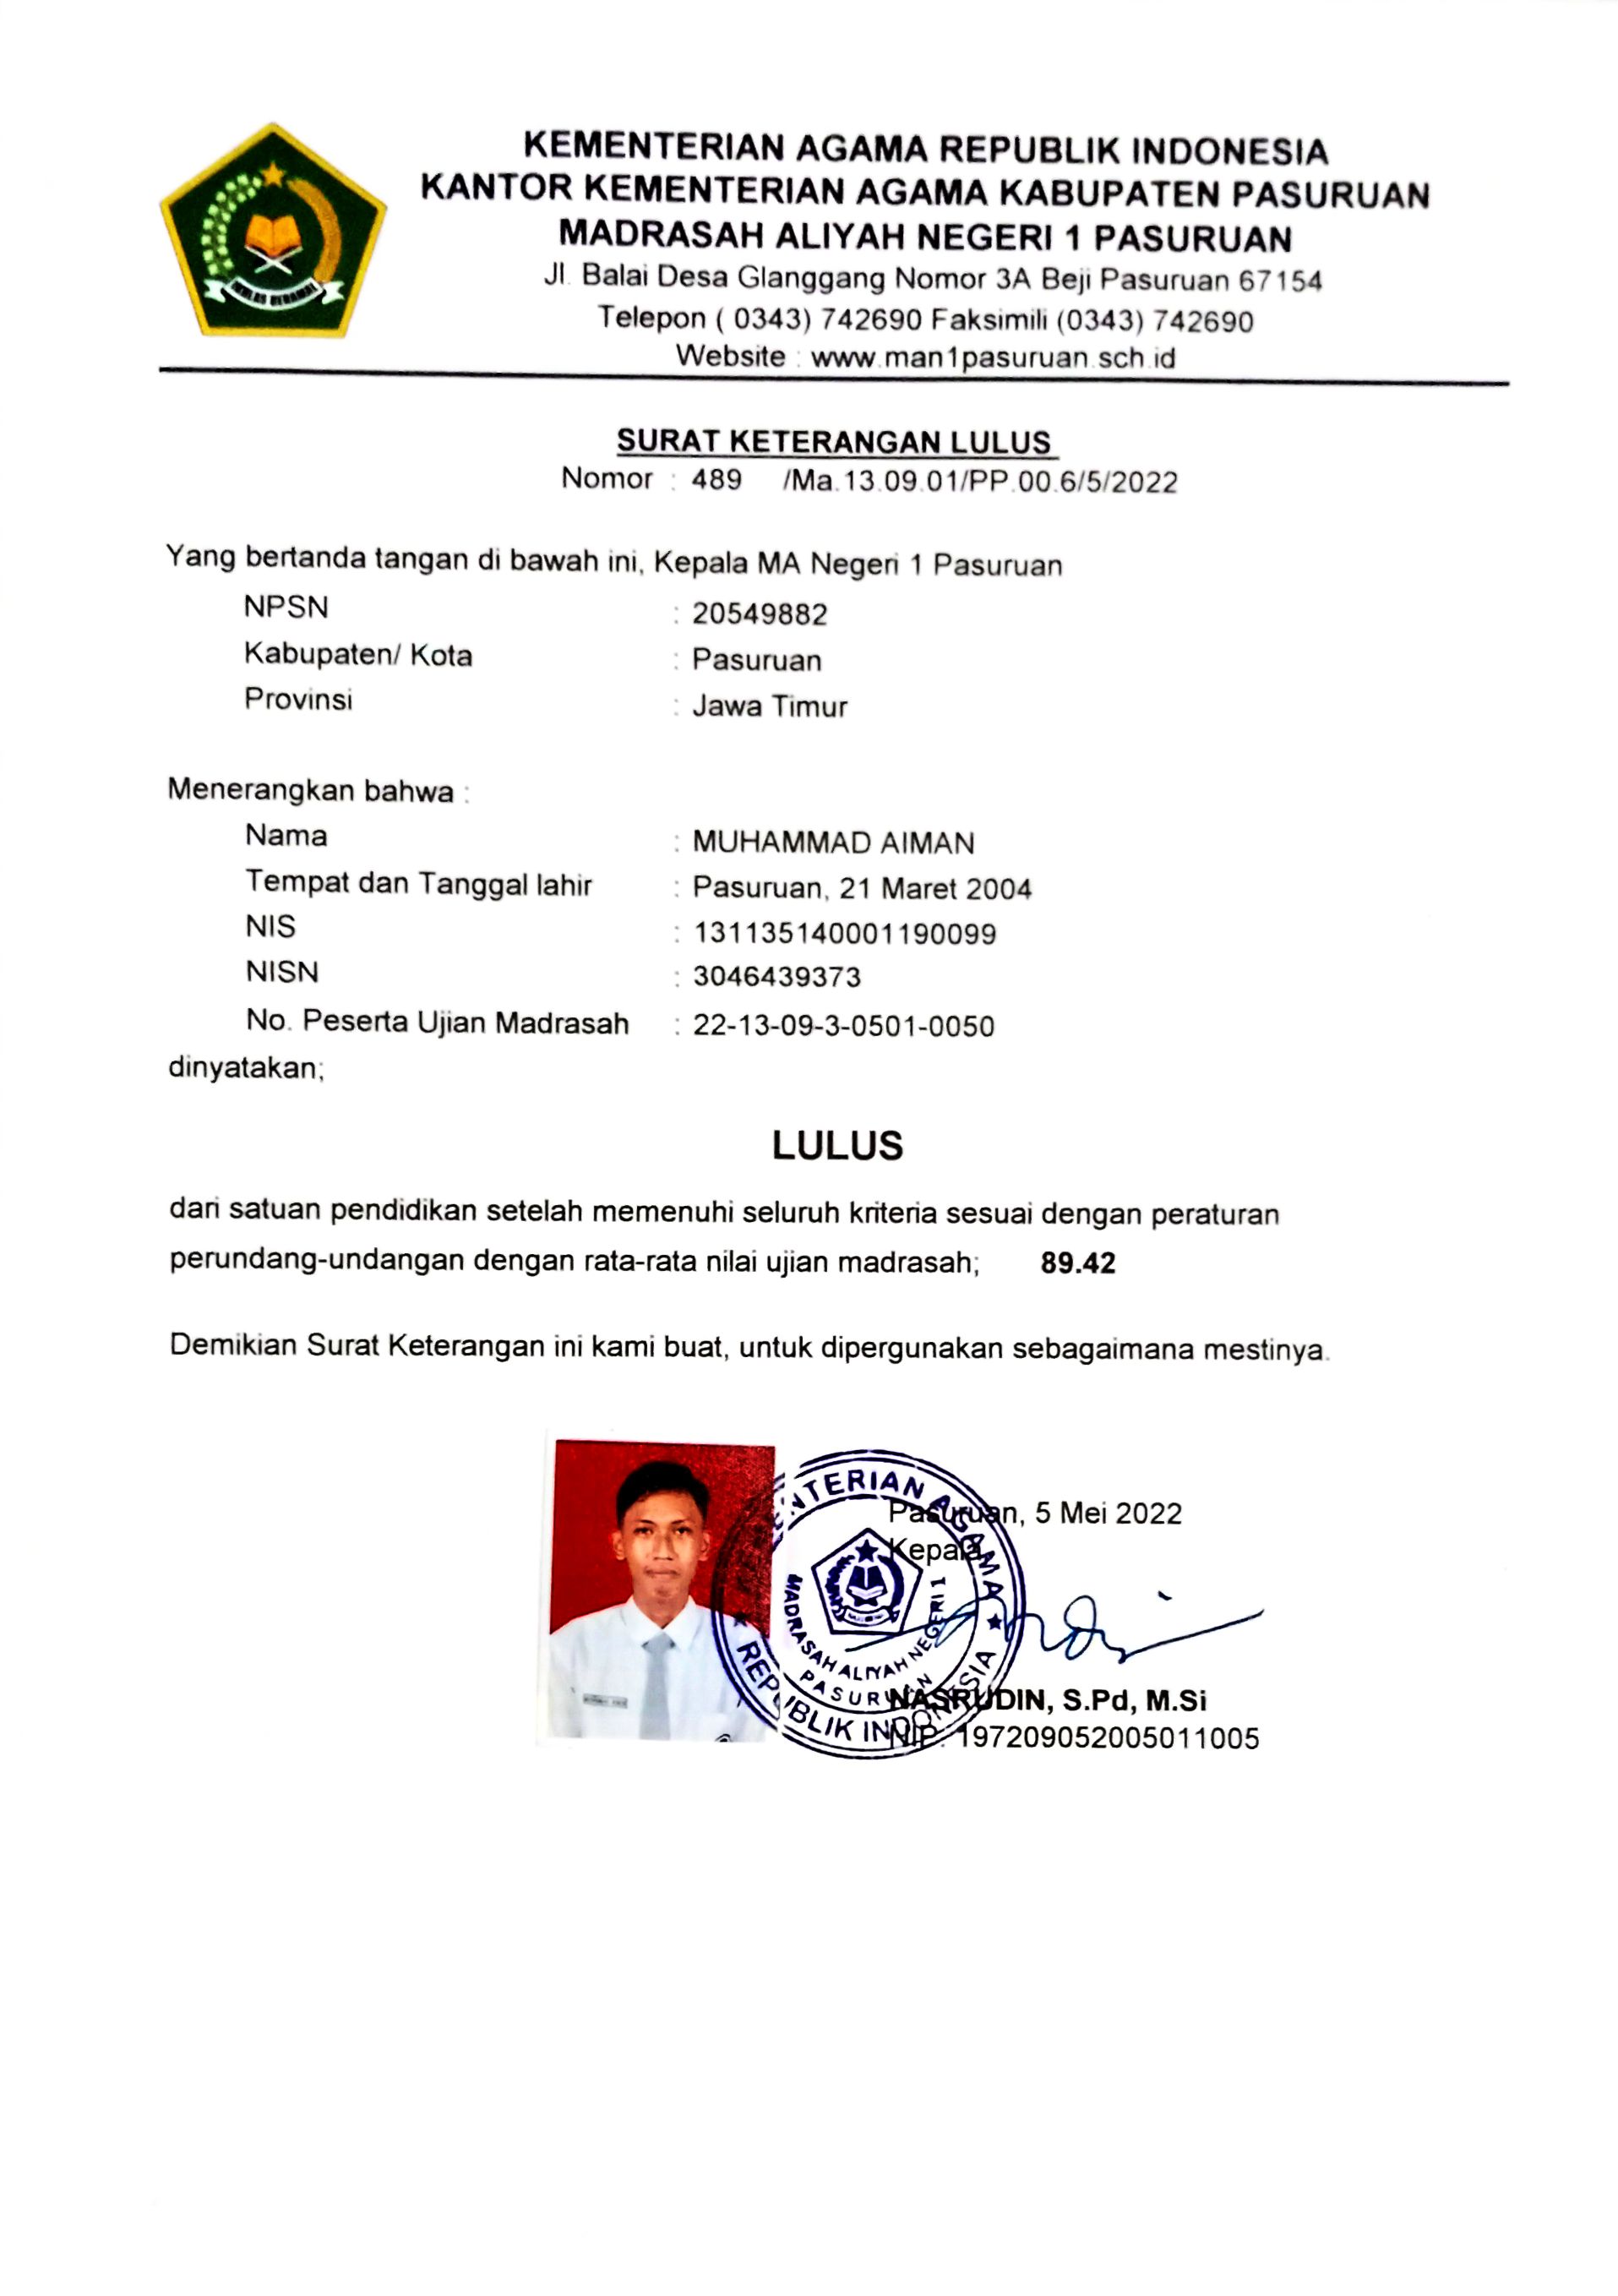 KEMENTERIAN AGAMA REPUBLIK INDONESIA
KANTOR KEMENTERIAN AGAMA KABUPATEN PASURUAN
MADRASAH ALIYAH NEGERI 1 PASURUAN
Jl. Balai Desa Glanggang Nomor 3A Beji Pasuruan 67154
Telepon ( 0343) 742690 Faksimili (0343) 742690
Website : www.man1pasuruan.sch.id
IKHLAS BERAMAL
SURAT KETERANGAN LULUS
Nomor : 489 /Ma.13.09.01/PP.00.6/5/2022
Yang bertanda tangan di bawah ini, Kepala MA Negeri 1 Pasuruan
NPSN : 20549882
Kabupaten/ Kota : Pasuruan
Provinsi : Jawa Timur
Menerangkan bahwa :
Nama : MUHAMMAD AIMAN
Tempat dan Tanggal lahir : Pasuruan, 21 Maret 2004
NIS : 131135140001190099
NISN : 3046439373
No. Peserta Ujian Madrasah : 22-13-09-3-0501-0050
dinyatakan;
LULUS
dari satuan pendidikan setelah memenuhi seluruh kriteria sesuai dengan peraturan
perundang-undangan dengan rata-rata nilai ujian madrasah; 89.42
Demikian Surat Keterangan ini kami buat, untuk dipergunakan sebagaimana mestinya.
Pasuruan, 5 Mei 2022
Kepala
NASRUDIN, S.Pd, M.Si
NIP. 197209052005011005
NTERIAN AGAMA
REPUBLIK INDONESIA
MADRASAH ALIYAH NEGERI 1
PASURUAN